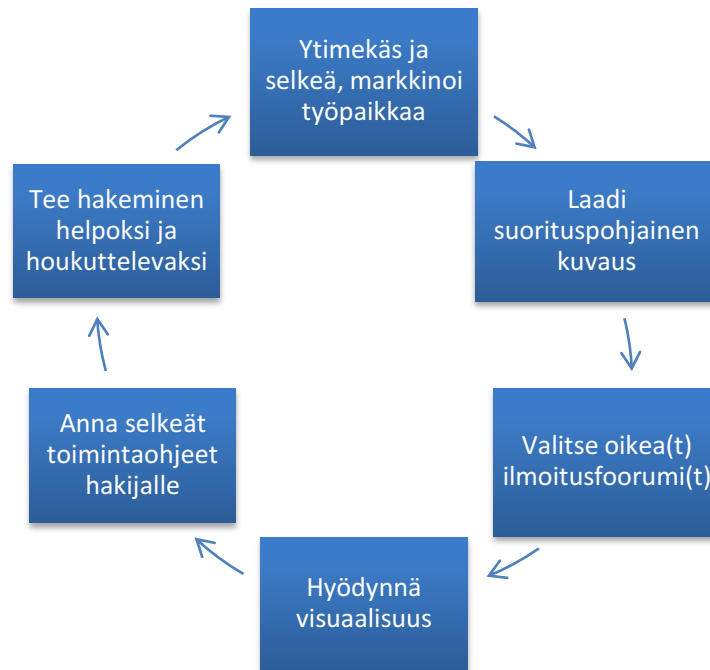 Ytimekäs ja
selkeä, markkinoi
työpaikkaa
Laadi
suorituspohjainen
kuvaus
Valitse oikea(t)
ilmoitusfoorumi(t)
Hyödynnä
visuaalisuus
Anna selkeät
toimintaohjeet
hakijalle
Tee hakeminen
helpoksi ja
houkuttelevaksi